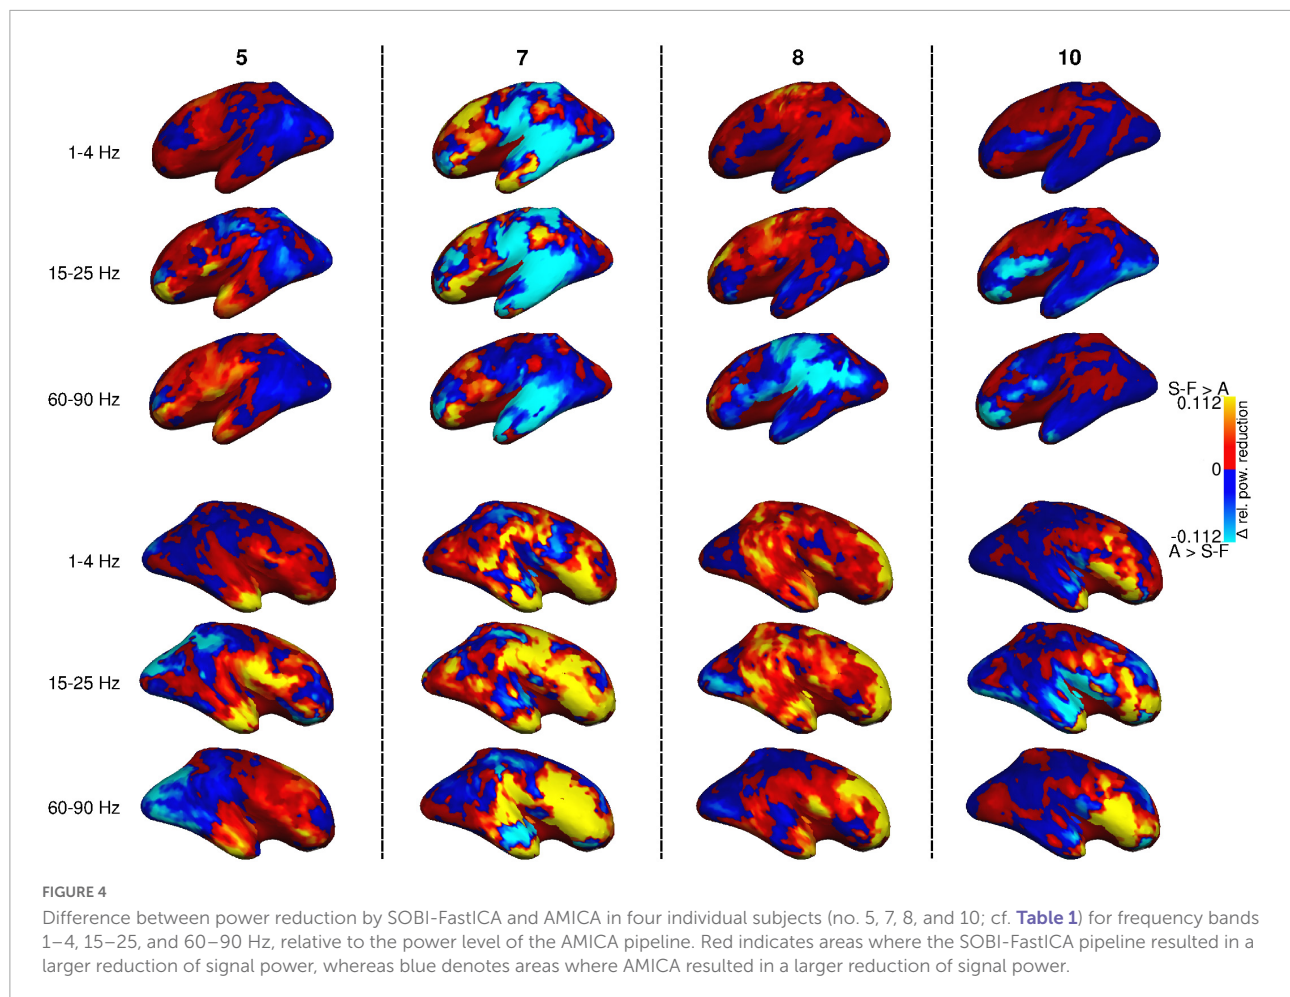 5 7 8 10
1-4 Hz
15-25 Hz
60-90 Hz
S-F > A
0.112
0
-0.112
A > S-F
Δ rel. pow. reduction
1-4 Hz
15-25 Hz
60-90 Hz
FIGURE 4
Difference between power reduction by SOBI-FastICA and AMICA in four individual subjects (no. 5, 7, 8, and 10; cf. Table 1) for frequency bands
1–4, 15–25, and 60–90 Hz, relative to the power level of the AMICA pipeline. Red indicates areas where the SOBI-FastICA pipeline resulted in a
larger reduction of signal power, whereas blue denotes areas where AMICA resulted in a larger reduction of signal power.